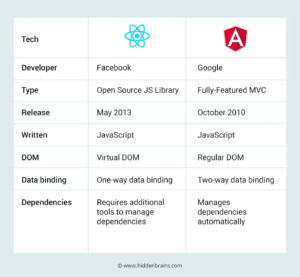 Tech
A
Developer Facebook Google
Type Open Source JS Library Fully-Featured MVC
Release May 2013 October 2010
Written JavaScript JavaScript
DOM Virtual DOM Regular DOM
Data binding One-way data binding Two-way data binding
Dependencies Requires additional Manages
tools to manage dependencies
dependencies automatically
© www.hiddenbrains.com